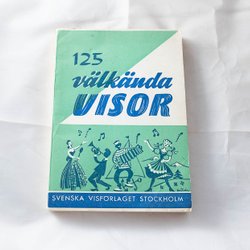 125
välkända
VISOR
SVENSKA VISFÖRLAGET STOCKHOLM